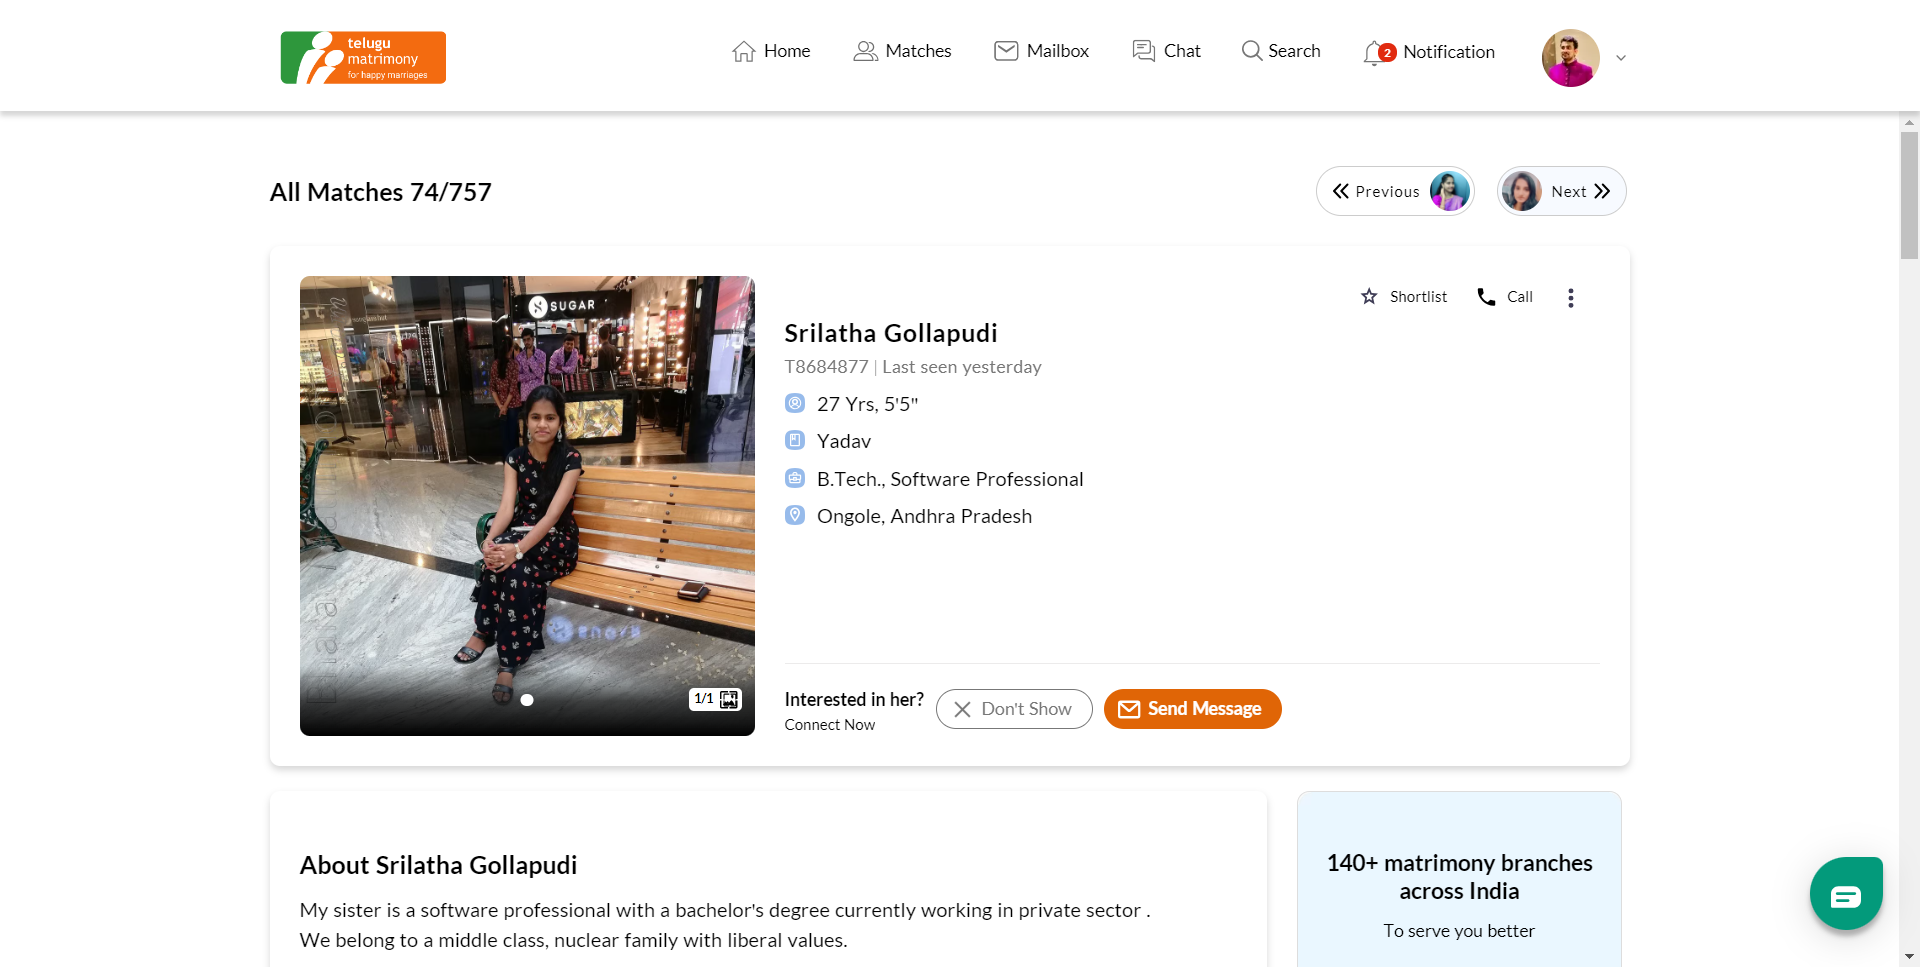 telugu
matrimony
for happy marriages
Home
Matches
Mailbox
Chat
Search
2
Notification
All Matches 74/757
Previous
Next
SUGAR
Shortlist
Call
Srilatha Gollapudi
T8684877 | Last seen yesterday
27 Yrs, 5'5"
Yadav
B.Tech., Software Professional
Ongole, Andhra Pradesh
1/1
Interested in her?
Connect Now
Don't Show
Send Message
About Srilatha Gollapudi
My sister is a software professional with a bachelor's degree currently working in private sector .
We belong to a middle class, nuclear family with liberal values.
140+ matrimony branches
across India
To serve you better